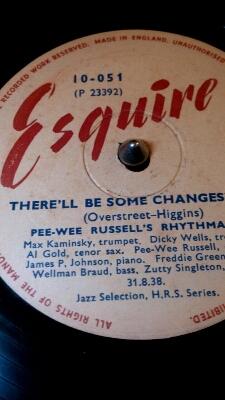 RECORDED WORK RESERVED. MADE IN ENGLAND. UNAUTHORISED
10-051
(P 23392)
Esquire
THERE'LL BE SOME CHANGES
(Overstreet-Higgins)
PEE-WEE RUSSELL'S RHYTHMA
Max Kaminsky, trumpet. Dicky Wells, tr
Al Gold, tenor sax. Pee-Wee Russell,
James P. Johnson, piano. Freddie Green
Wellman Braud, bass, Zutty Singleton,
31.8.38.
Jazz Selection, H.R.S. Series.
ALL RIGHTS OF THE MANU
IBITED.